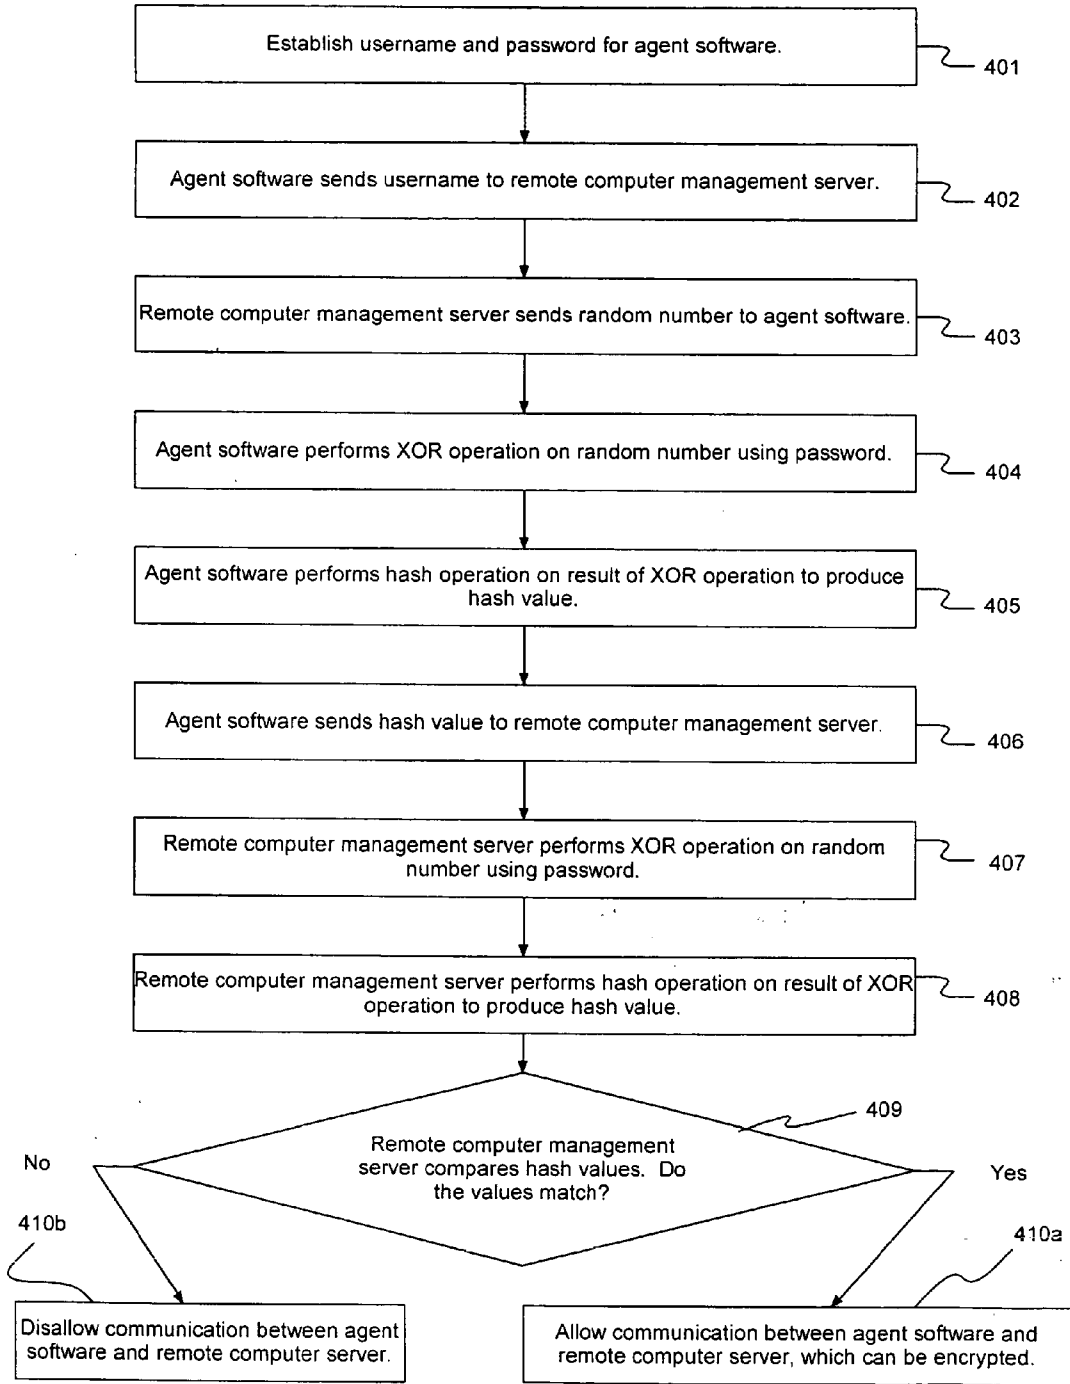 Establish username and password for agent software.
401
Agent software sends username to remote computer management server.
402
Remote computer management server sends random number to agent software.
403
Agent software performs XOR operation on random number using password.
404
Agent software performs hash operation on result of XOR operation to produce
hash value.
405
Agent software sends hash value to remote computer management server.
406
Remote computer management server performs XOR operation on random
number using password.
407
Remote computer management server performs hash operation on result of XOR
operation to produce hash value.
408
409
Remote computer management
server compares hash values. Do
the values match?
No
Yes
410b
410a
Disallow communication between agent
software and remote computer server.
Allow communication between agent software and
remote computer server, which can be encrypted.